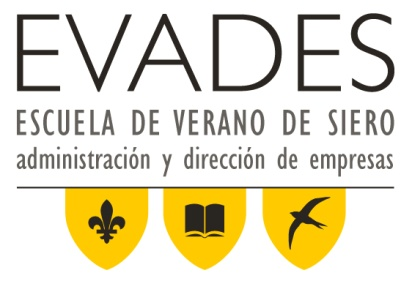 EVADES
ESCUELA DE VERANO DE SIERO
administración y dirección de empresas